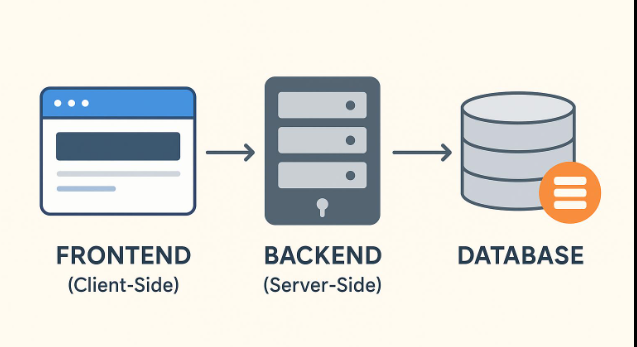 FRONTEND
(Client-Side)
BACKEND
(Server-Side)
DATABASE